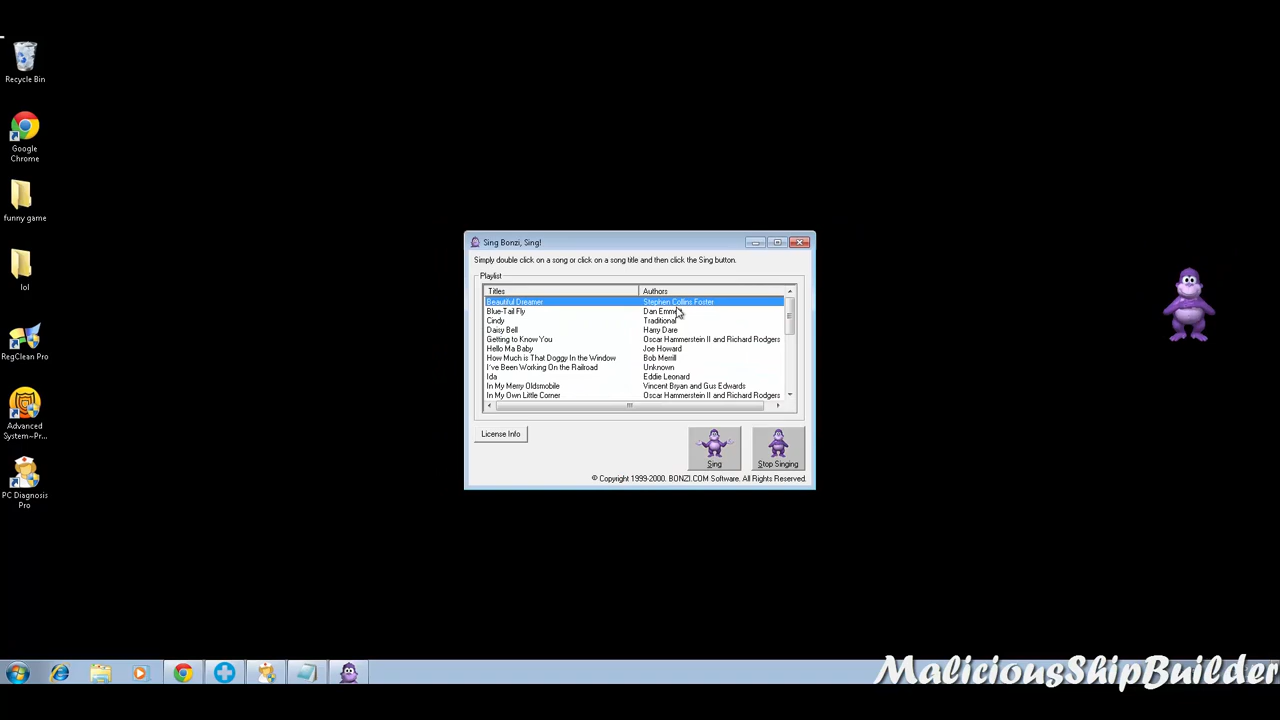 Recycle Bin
Google
Chrome
funny game
lol
RegClean Pro
Advanced
System~Pr...
PC Diagnosis
Pro
Sing Bonzi, Sing!
Simply double click on a song or click on a song title and then click the Sing button.
Playlist
Titles Authors
Beautiful Dreamer Stephen Collins Foster
Blue-Tail Fly Dan
Cindy Traditional
Daisy Bell Harry Dare
Getting to Know You Oscar Hammerstein II and Richard Rodgers
Hello Ma Baby Joe Howard
How Much is That Doggy In the Window Bob Merrill
I've Been Working On the Railroad Unknown
Ida Eddie Leonard
In My Merry Oldsmobile Vincent Bryan and Gus Edwards
In My Own Little Corner Oscar Hammerstein II and Richard Rodgers
License Info
Sing
Stop Singing
© Copyright 1999-2000. BONZI.COM Software. All Rights Reserved.
MaliciousShipBuilder